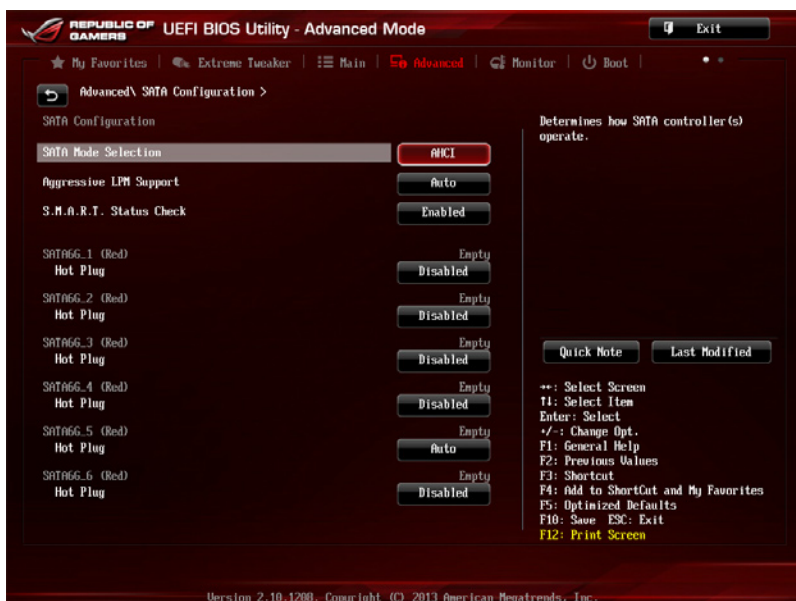 REPUBLIC OF GAMERS UEFI BIOS Utility - Advanced Mode
Exit
My Favorites | Extreme Tweaker | Main | Advanced | Monitor | Boot |
Advanced\ SATA Configuration >
SATA Configuration
SATA Mode Selection AHCI
Aggressive LPM Support Auto
S.M.A.R.T. Status Check Enabled
SATA6G_1 (Red) Empty
Hot Plug Disabled
SATA6G_2 (Red) Empty
Hot Plug Disabled
SATA6G_3 (Red) Empty
Hot Plug Disabled
SATA6G_4 (Red) Empty
Hot Plug Disabled
SATA6G_5 (Red) Empty
Hot Plug Auto
SATA6G_6 (Red) Empty
Hot Plug Disabled
Determines how SATA controller(s)
operate.
Quick Note Last Modified
→←: Select Screen
↑↓: Select Item
Enter: Select
+/-: Change Opt.
F1: General Help
F2: Previous Values
F3: Shortcut
F4: Add to ShortCut and My Favorites
F5: Optimized Defaults
F10: Save ESC: Exit
F12: Print Screen
Version 2.10.1208. Copyright (C) 2013 American Megatrends, Inc.